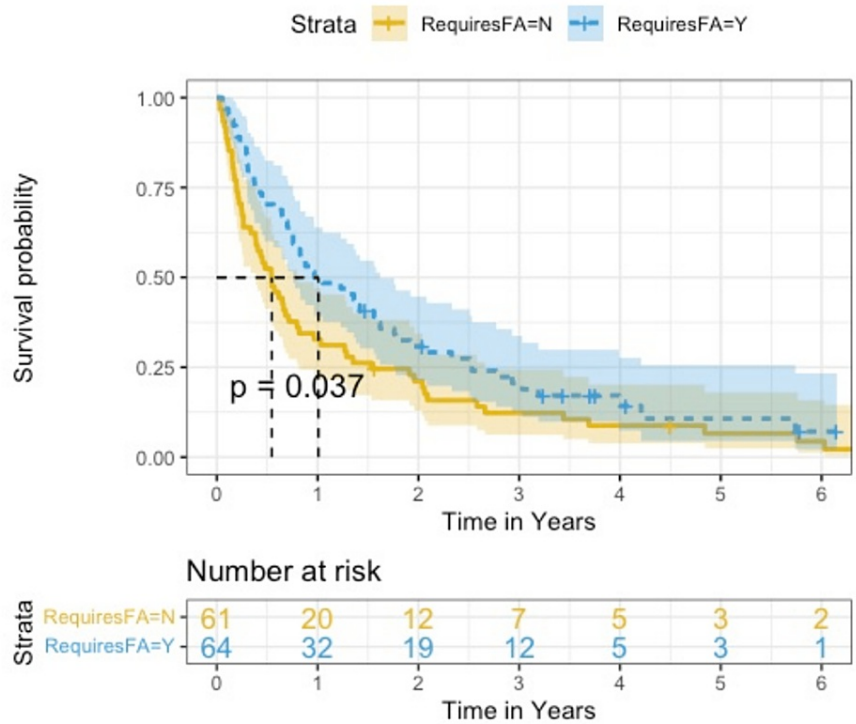 Strata RequiresFA=N RequiresFA=Y
Survival probability
1.00
0.75
0.50
0.25
0.00
p = 0.037
0 1 2 3 4 5 6
Time in Years
Number at risk
Strata
RequiresFA=N 61 20 12 7 5 3 2
RequiresFA=Y 64 32 19 12 5 3 1
0 1 2 3 4 5 6
Time in Years